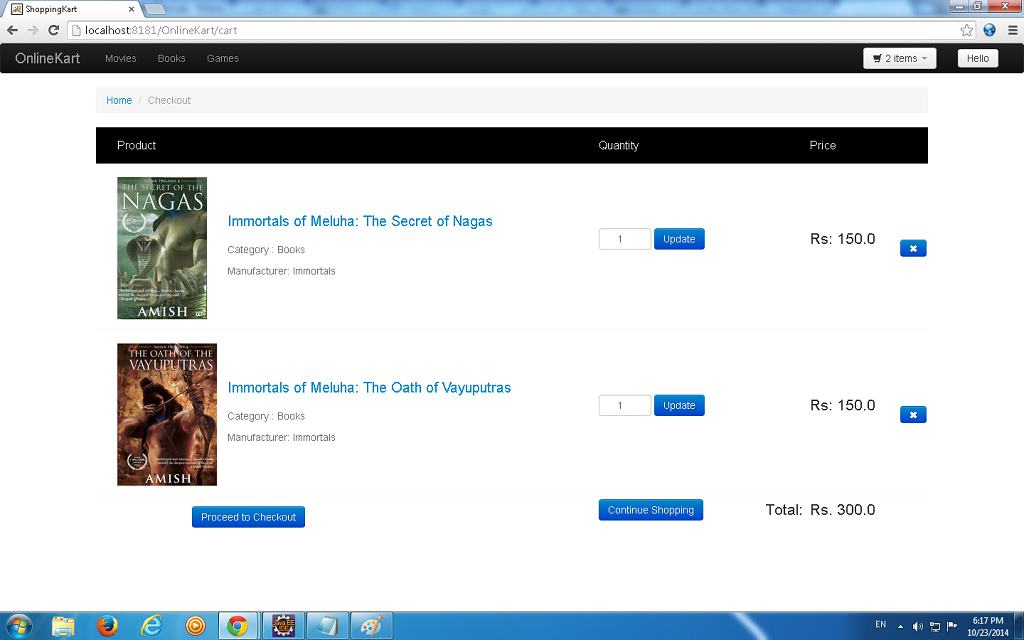 ShoppingKart
localhost:8181/OnlineKart/cart
OnlineKart Movies Books Games 2 items Hello
Home / Checkout
Product Quantity Price
THE SECRET OF THE
NAGAS
AMISH
Immortals of Meluha: The Secret of Nagas
Category : Books
Manufacturer: Immortals
1 Update
Rs: 150.0
THE OATH OF THE
VAYUPUTRAS
AMISH
Immortals of Meluha: The Oath of Vayuputras
Category : Books
Manufacturer: Immortals
1 Update
Rs: 150.0
Proceed to Checkout Continue Shopping Total: Rs. 300.0
Java EE
IDE
EN
6:17 PM
10/23/2014